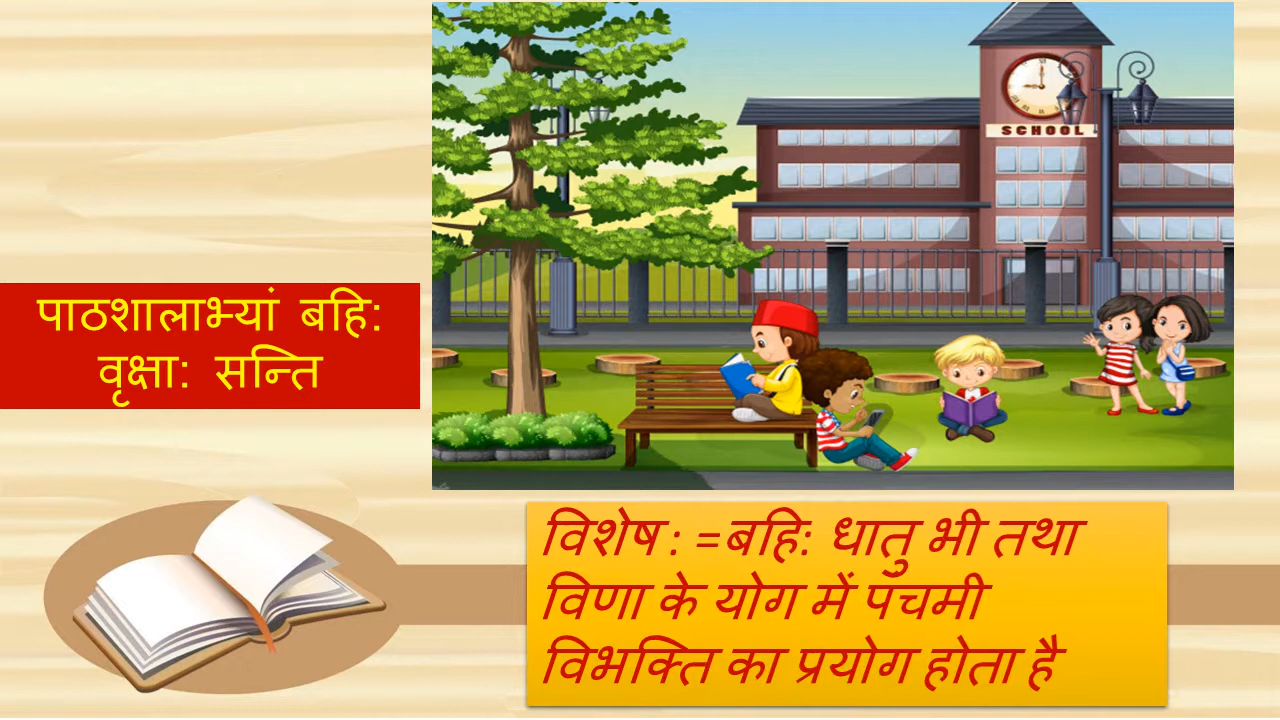 SCHOOL
पाठशालाभ्यां बहि:
वृक्षा: सन्ति
विशेष : =बहि: धातु भी तथा
विणा के योग में पंचमी
विभक्ति का प्रयोग होता है